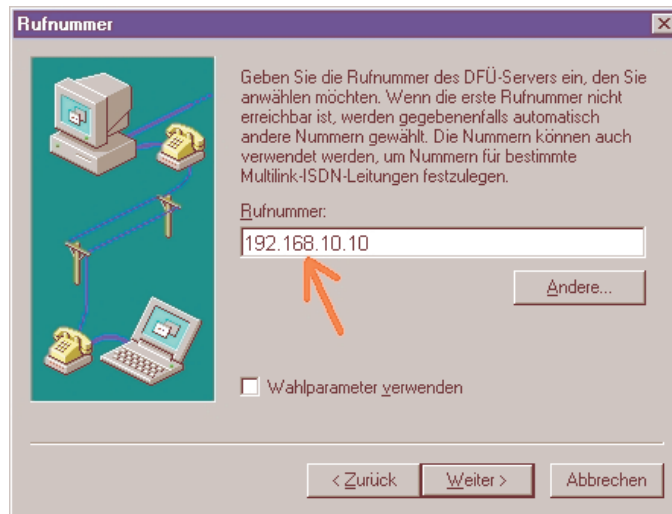 Rufnummer
Geben Sie die Rufnummer des DFÜ-Servers ein, den Sie
anwählen möchten. Wenn die erste Rufnummer nicht
erreichbar ist, werden gegebenenfalls automatisch
andere Nummern gewählt. Die Nummern können auch
verwendet werden, um Nummern für bestimmte
Multilink-ISDN-Leitungen festzulegen.
Rufnummer:
192.168.10.10
Andere...
Wahlparameter verwenden
< Zurück
Weiter >
Abbrechen